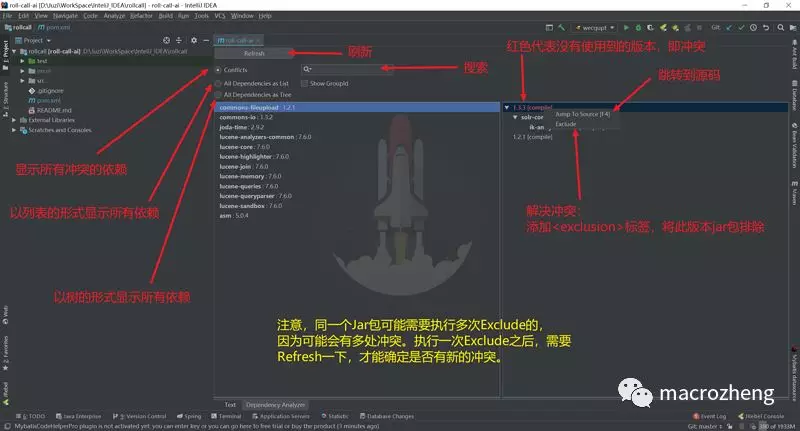 roll-call-ai [D:\Juzi\WorkSpace\IntelliJ_IDEA\rollcall] - roll-call-ai - IntelliJ IDEA
File Edit View Navigate Code Analyze Refactor Build Run Tools VCS Window Help
rollcall pom.xml wecqupt Git:
Project roll-call-ai
rollcall [roll-call-ai] D:\Juzi\WorkSpace\IntelliJ_IDEA\rollcall
test
src
.gitignore
pom.xml
README.md
External Libraries
Scratches and Consoles
Refresh
刷新
Conflicts
搜索
All Dependencies as List Show GroupId
All Dependencies as Tree
commons-fileupload : 1.2.1
commons-io : 1.3.2
joda-time : 2.9.2
lucene-analyzers-common : 7.6.0
lucene-core : 7.6.0
lucene-highlighter : 7.6.0
lucene-join : 7.6.0
lucene-memory : 7.6.0
lucene-queries : 7.6.0
lucene-queryparser : 7.6.0
lucene-sandbox : 7.6.0
asm : 5.0.4
红色代表没有使用到的版本，即冲突
跳转到源码
1.3.3 [compile]
Jump To Source [F4]
solr-co
Exclude
ik-an
1.2.1 [compile]
显示所有冲突的依赖
以列表的形式显示所有依赖
以树的形式显示所有依赖
解决冲突：
添加<exclusion>标签，将此版本jar包排除
注意，同一个Jar包可能需要执行多次Exclude的，
因为可能会有多处冲突。执行一次Exclude之后，需要
Refresh一下，才能确定是否有新的冲突。
1: Project
Z: Structure
Web
2: Favorites
JRebel
Ant Build
Database
Bean Validation
Maven
Mybatis datasource
macrozheng
Text Dependency Analyzer
6: TODO Java Enterprise 9: Version Control Spring Terminal Application Servers Statistic Database Changes Event Log JRebel Console
MybatisCodeHelperPro plugin is not activated yet. you can enter key or you can go here to free trial or buy the product (3 minutes ago) Git: master 380 of 1933M